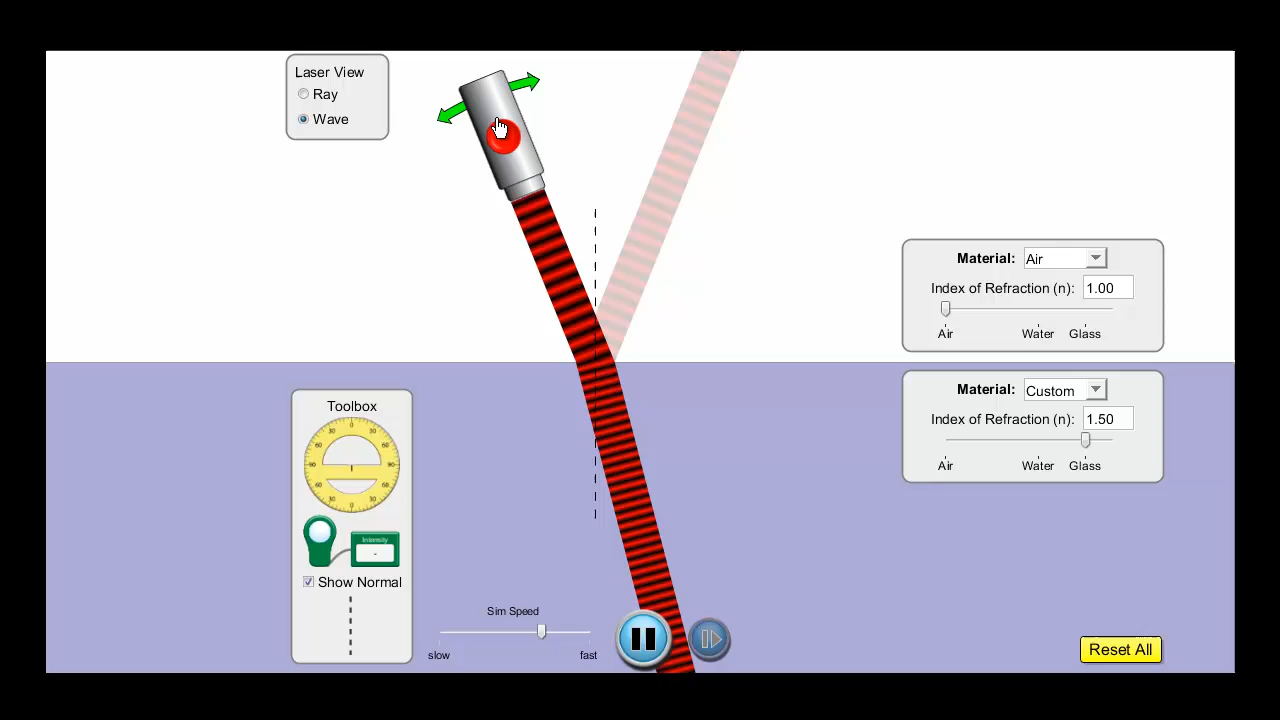 Laser View
Ray
Wave
Material: Air
Index of Refraction (n): 1.00
Air Water Glass
Material: Custom
Index of Refraction (n): 1.50
Air Water Glass
Toolbox
Intensity
-
Show Normal
Sim Speed
slow fast
Reset All